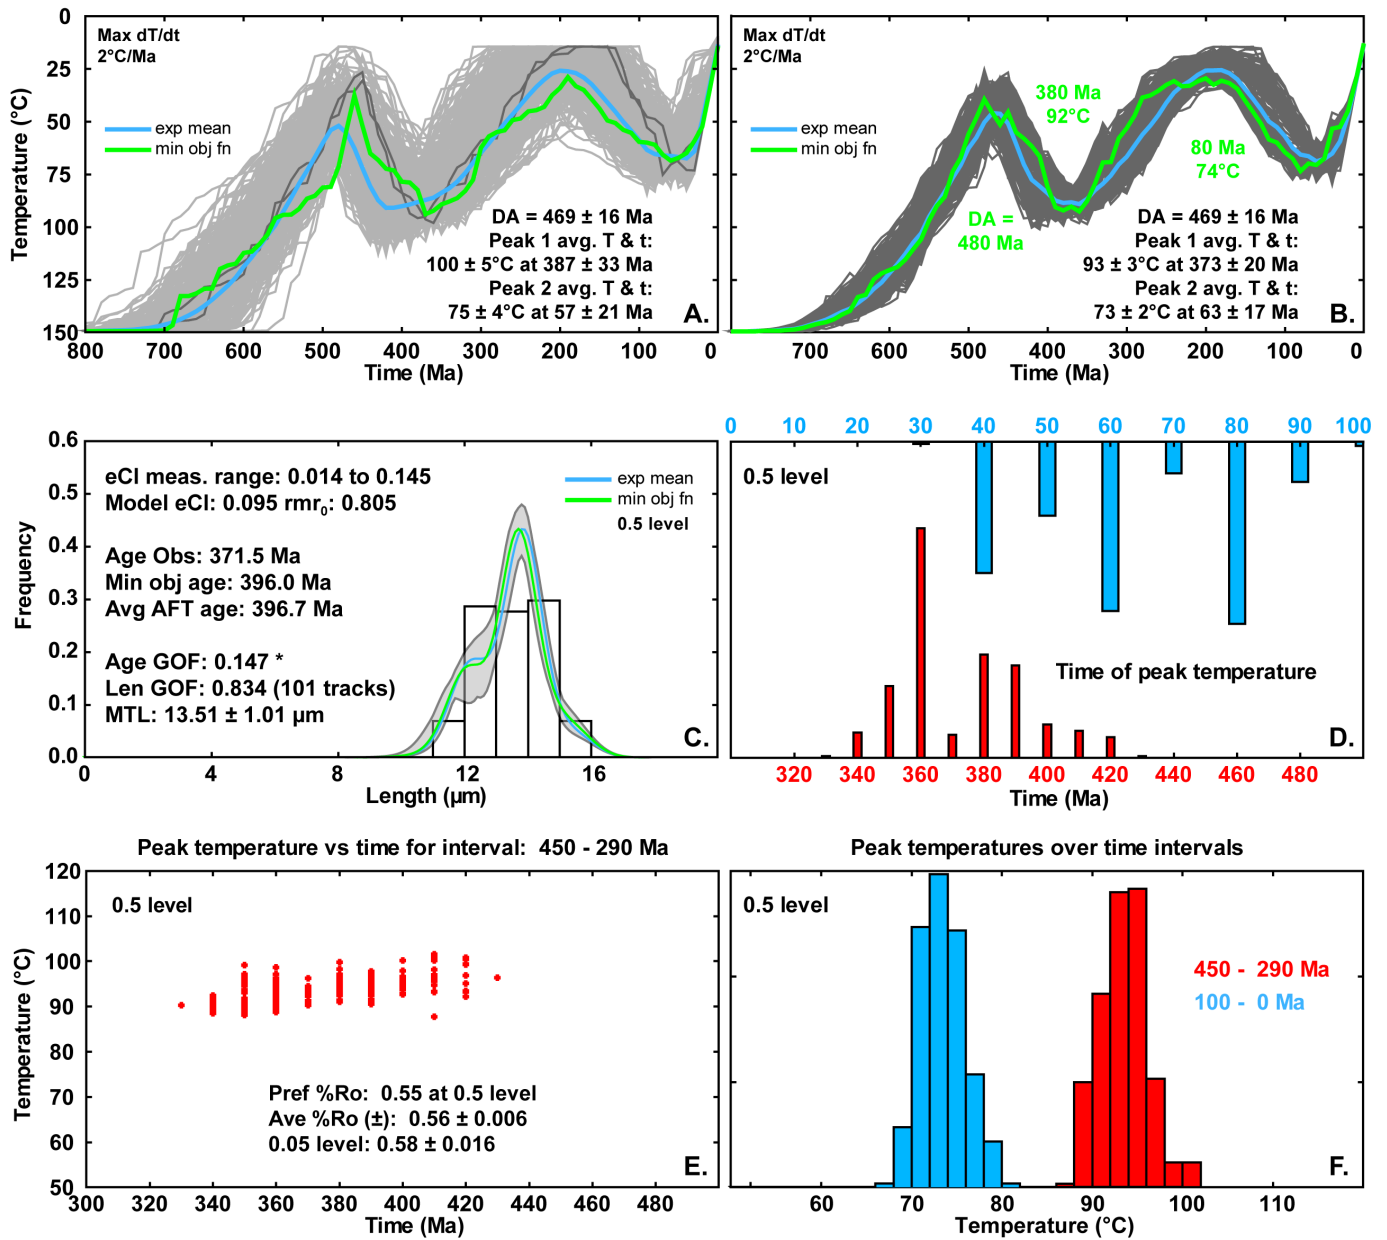 0
25
50
75
100
125
150
Temperature (°C)
Max dT/dt
2°C/Ma
exp mean
min obj fn
DA = 469 ± 16 Ma
Peak 1 avg. T & t:
100 ± 5°C at 387 ± 33 Ma
Peak 2 avg. T & t:
75 ± 4°C at 57 ± 21 Ma
A.
800 700 600 500 400 300 200 100 0
Time (Ma)
Max dT/dt
2°C/Ma
exp mean
min obj fn
380 Ma
92°C
80 Ma
74°C
DA =
480 Ma
DA = 469 ± 16 Ma
Peak 1 avg. T & t:
93 ± 3°C at 373 ± 20 Ma
Peak 2 avg. T & t:
73 ± 2°C at 63 ± 17 Ma
B.
700 600 500 400 300 200 100 0
Time (Ma)
0.6
0.5
0.4
0.3
0.2
0.1
0.0
Frequency
eCl meas. range: 0.014 to 0.145
Model eCl: 0.095 rmr0: 0.805
Age Obs: 371.5 Ma
Min obj age: 396.0 Ma
Avg AFT age: 396.7 Ma
Age GOF: 0.147 *
Len GOF: 0.834 (101 tracks)
MTL: 13.51 ± 1.01 µm
exp mean
min obj fn
0.5 level
C.
0 4 8 12 16
Length (µm)
0 10 20 30 40 50 60 70 80 90 100
0.5 level
Time of peak temperature
D.
320 340 360 380 400 420 440 460 480
Time (Ma)
Peak temperature vs time for interval: 450 - 290 Ma
120
110
100
90
80
70
60
50
Temperature (°C)
0.5 level
Pref %Ro: 0.55 at 0.5 level
Ave %Ro (±): 0.56 ± 0.006
0.05 level: 0.58 ± 0.016
E.
300 320 340 360 380 400 420 440 460 480
Time (Ma)
Peak temperatures over time intervals
0.5 level
450 - 290 Ma
100 - 0 Ma
F.
60 70 80 90 100 110
Temperature (°C)